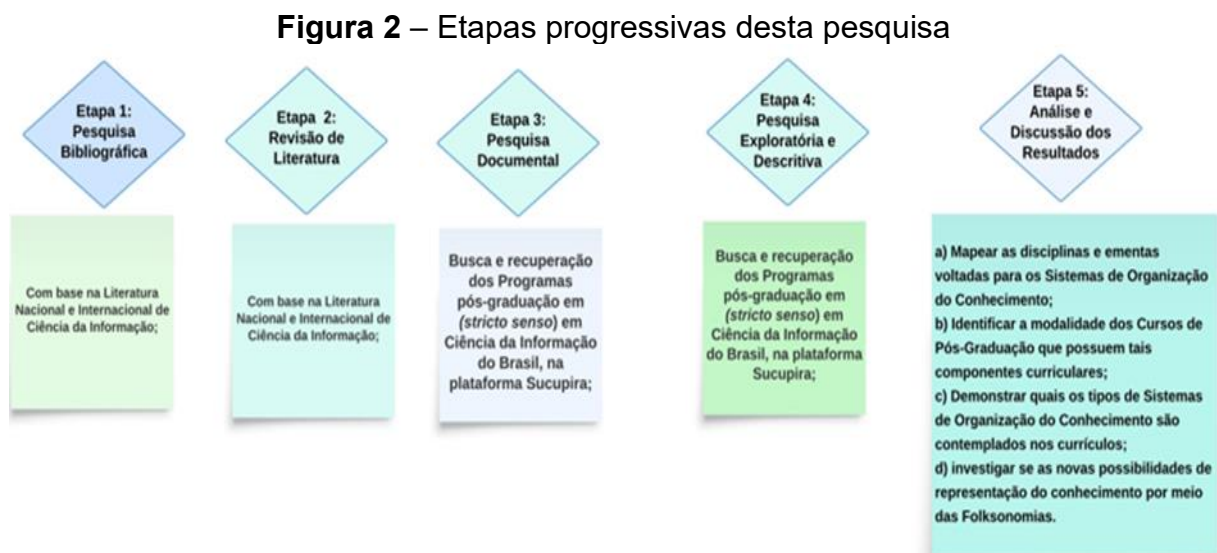 Figura 2 – Etapas progressivas desta pesquisa
Etapa 1:
Pesquisa
Bibliográfica
Com base na Literatura
Nacional e Internacional de
Ciência da Informação;
Etapa 2:
Revisão de
Literatura
Com base na Literatura
Nacional e Internacional de
Ciência da Informação;
Etapa 3:
Pesquisa
Documental
Busca e recuperação
dos Programas
pós-graduação em
(stricto senso) em
Ciência da Informação
do Brasil, na
plataforma Sucupira;
Etapa 4:
Pesquisa
Exploratória e
Descritiva
Busca e recuperação
dos Programas
pós-graduação em
(stricto senso) em
Ciência da Informação
do Brasil, na plataforma
Sucupira;
Etapa 5:
Análise e
Discussão dos
Resultados
a) Mapear as disciplinas e ementas
voltadas para os Sistemas de Organização
do Conhecimento;
b) Identificar a modalidade dos Cursos de
Pós-Graduação que possuem tais
componentes curriculares;
c) Demonstrar quais os tipos de Sistemas
de Organização do Conhecimento são
contemplados nos currículos;
d) investigar se as novas possibilidades de
representação do conhecimento por meio
das Folksonomias.